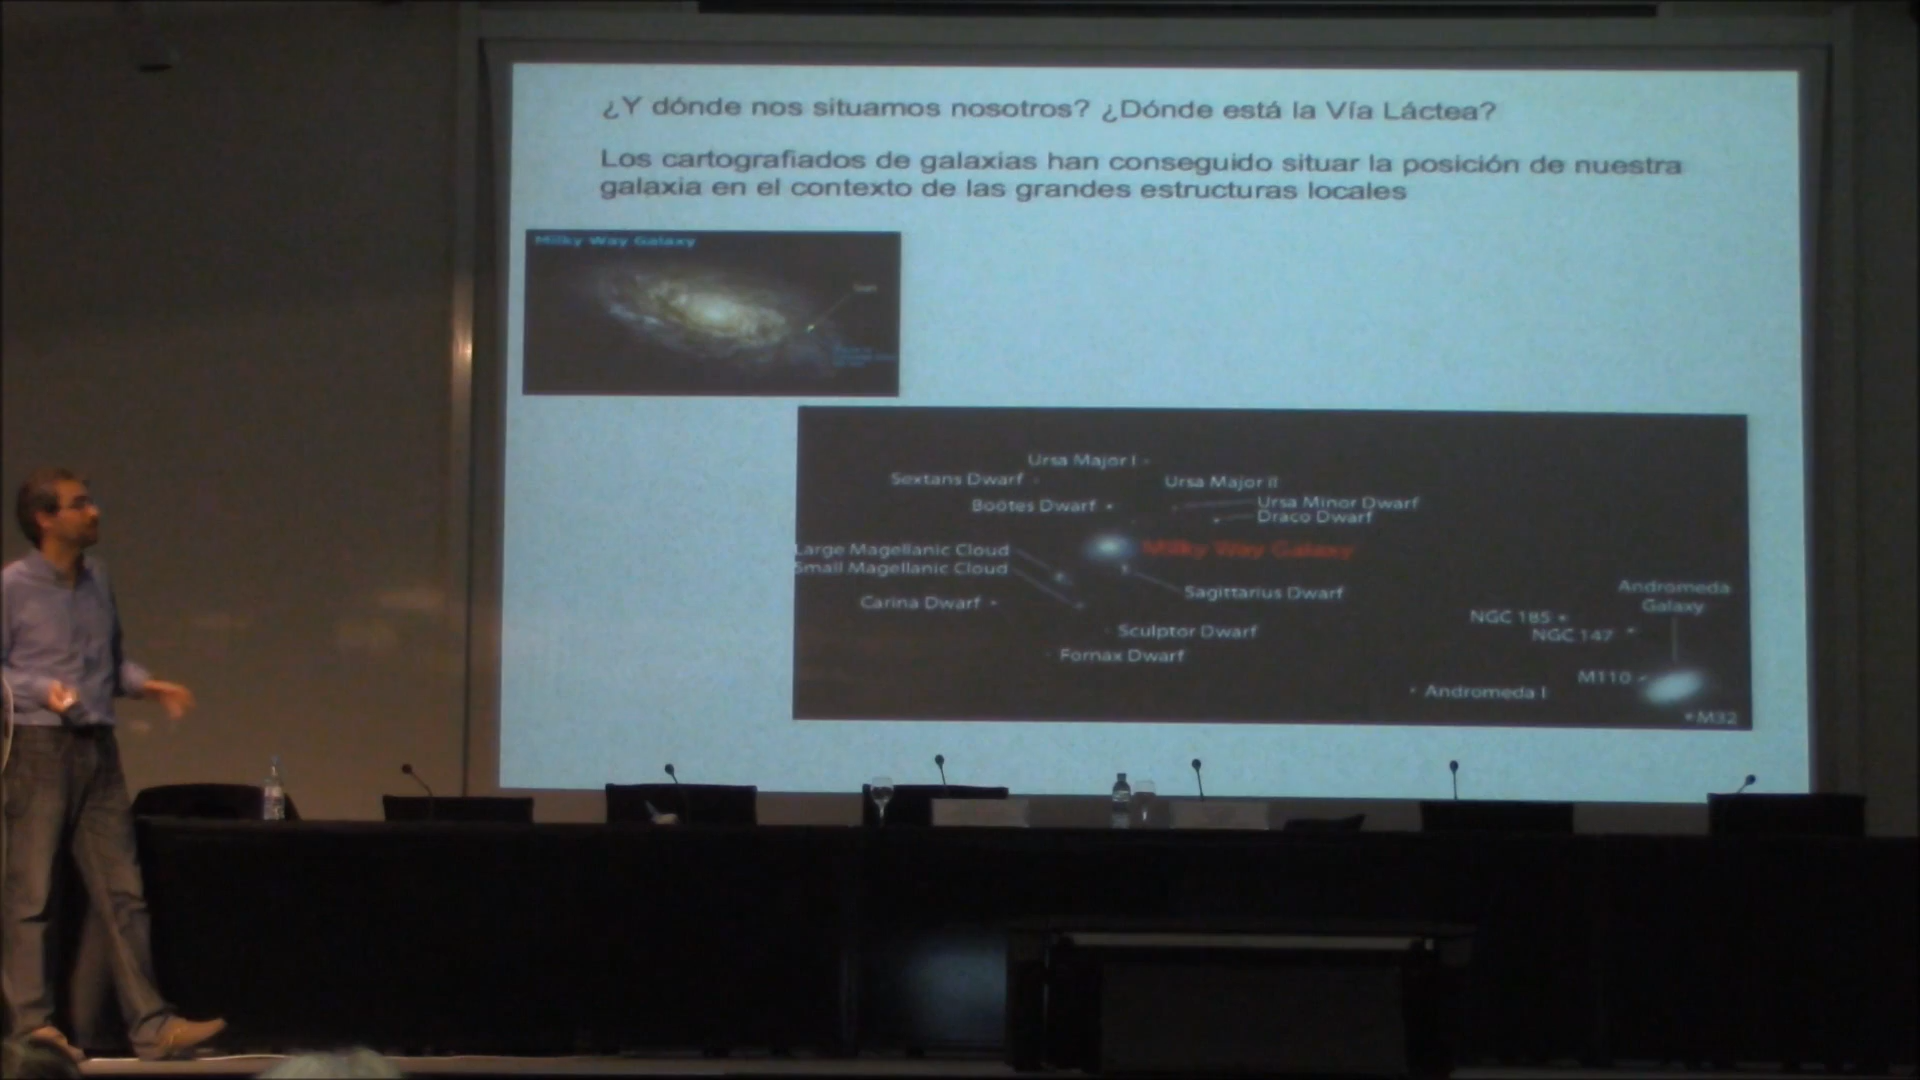 ¿Y dónde nos situamos nosotros? ¿Dónde está la Vía Láctea?
Los cartografiados de galaxias han conseguido situar la posición de nuestra
galaxia en el contexto de las grandes estructuras locales
Milky Way Galaxy
Ursa Major I
Sextans Dwarf
Ursa Major II
Boötes Dwarf
Ursa Minor Dwarf
Draco Dwarf
Large Magellanic Cloud
Milky Way Galaxy
Small Magellanic Cloud
Sagittarius Dwarf
Carina Dwarf
Sculptor Dwarf
Fornax Dwarf
Andromeda
Galaxy
NGC 185
NGC 147
M110
Andromeda I
M32